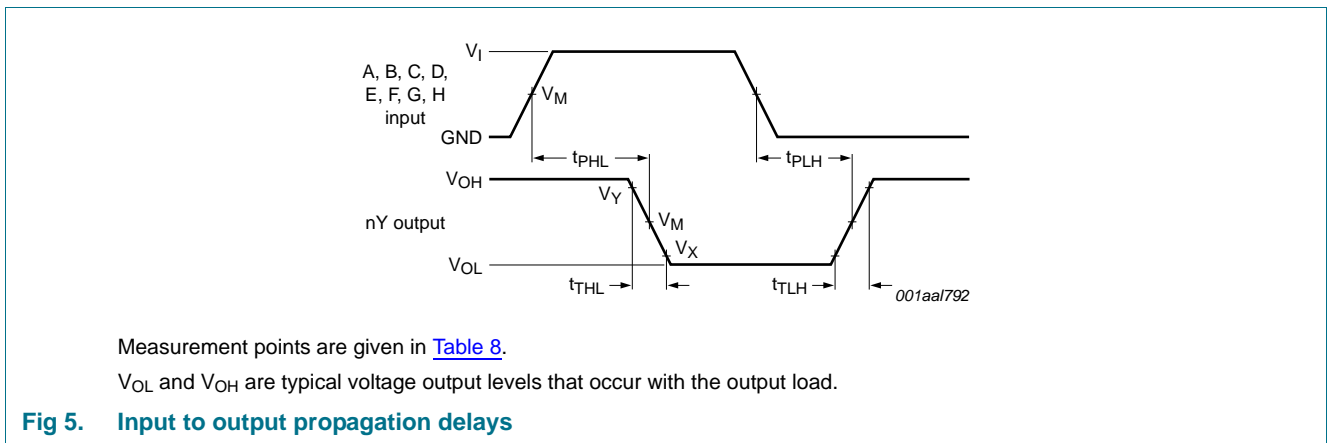 V_I
A, B, C, D,
E, F, G, H
input
V_M
GND
t_PHL
t_PLH
V_OH
V_Y
nY output
V_M
V_X
V_OL
t_THL
t_TLH
001aal792
Measurement points are given in Table 8.
V_OL and V_OH are typical voltage output levels that occur with the output load.
Fig 5. Input to output propagation delays